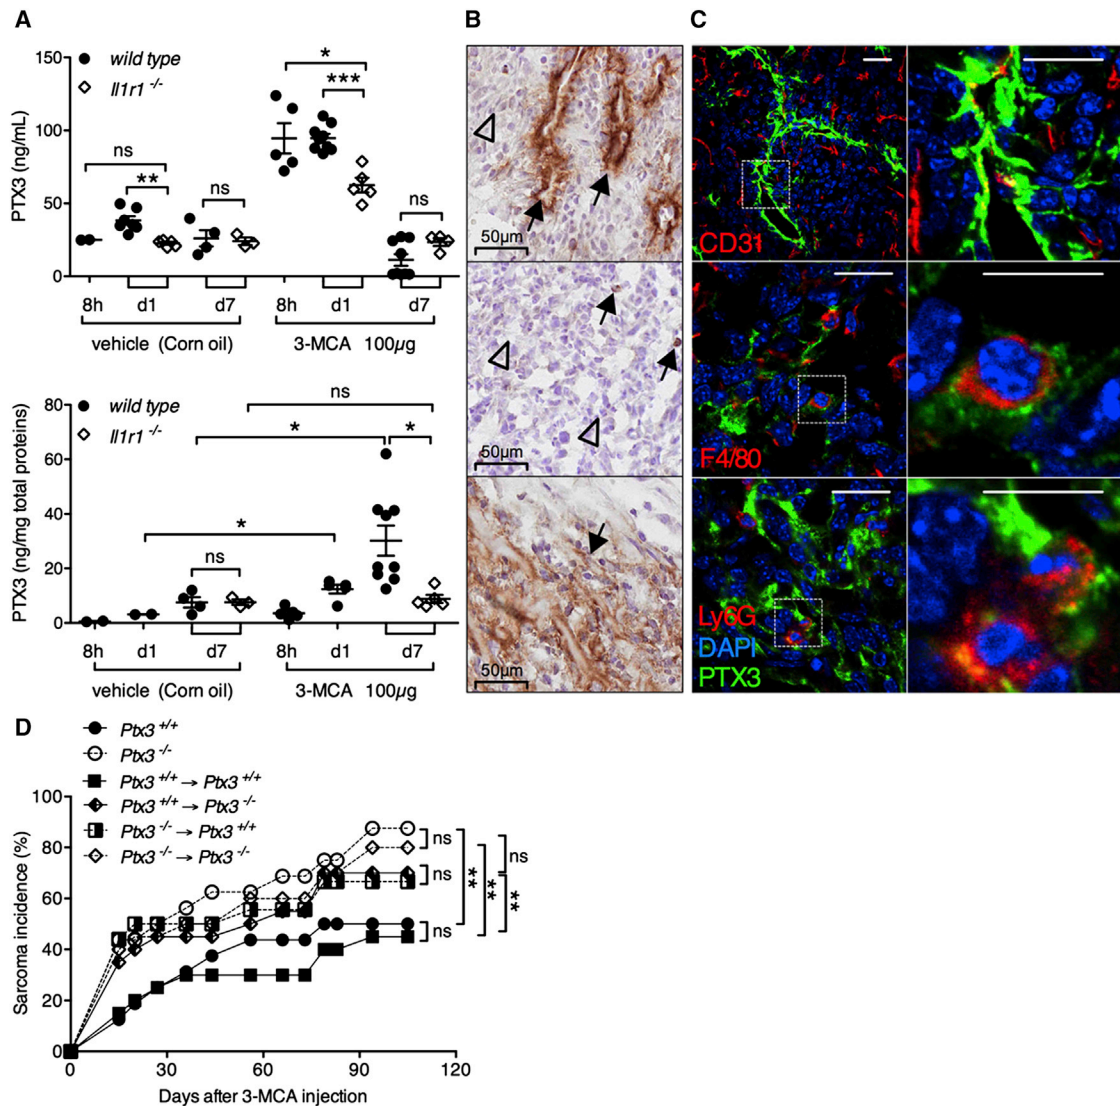 A
B
C
wild type
Il1r1 -/-
PTX3 (ng/mL)
150
100
50
0
ns
**
ns
*
***
ns
8h d1 d7 8h d1 d7
vehicle (Corn oil) 3-MCA 100µg
wild type
Il1r1 -/-
PTX3 (ng/mg total proteins)
80
60
40
20
0
ns
*
*
*
ns
8h d1 d7 8h d1 d7
vehicle (Corn oil) 3-MCA 100µg
50µm
50µm
50µm
CD31
F4/80
Ly6G
DAPI
PTX3
D
Ptx3 +/+
Ptx3 -/-
Ptx3 +/+ → Ptx3 +/+
Ptx3 +/+ → Ptx3 -/-
Ptx3 -/- → Ptx3 +/+
Ptx3 -/- → Ptx3 -/-
Sarcoma incidence (%)
100
80
60
40
20
0
ns
ns
ns
**
**
ns
**
0 30 60 90 120
Days after 3-MCA injection